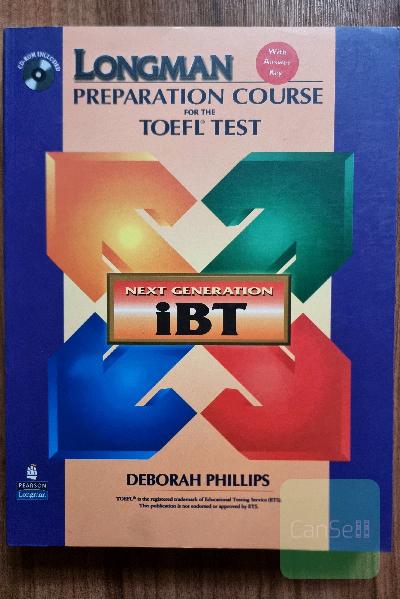 CD-ROM INCLUDED
LONGMAN
With
Answer
Key
PREPARATION COURSE
FOR THE
TOEFL® TEST
NEXT GENERATION
iBT
DEBORAH PHILLIPS
TOEFL® is the registered trademark of Educational Testing Service (ETS).
This publication is not endorsed or approved by ETS.
PEARSON
Longman
CanSell